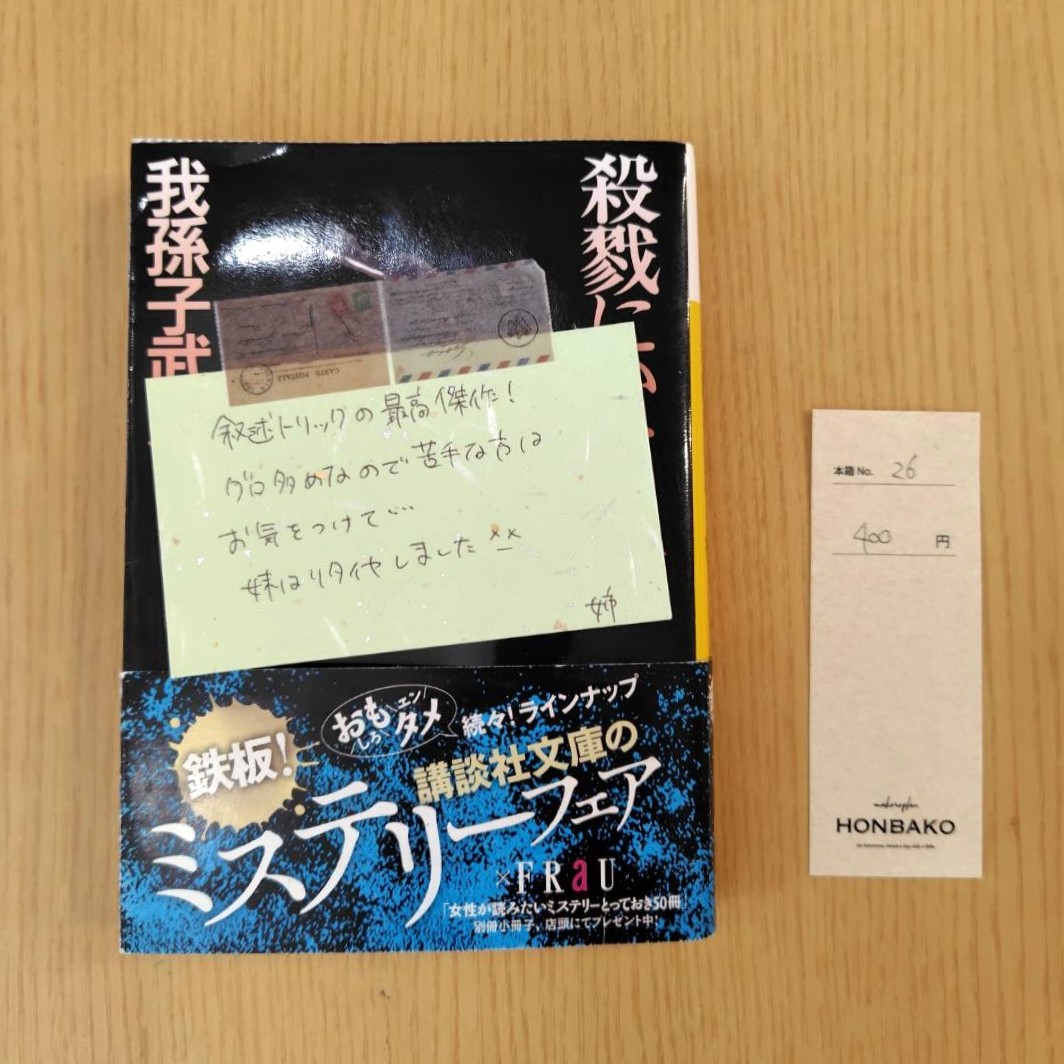 殺戮にい
我孫子武
CARTE POSTALE
叙述トリックの最高傑作！
グロ多めなので苦手な方は
お気をつけて…
妹はリタイヤしました ××
姉
鉄板！
おもしろエンタメ
続々！ラインナップ
講談社文庫の
ミステリーフェア
×FRaU
「女性が読みたいミステリーとっておき50冊」
別冊小冊子、店頭にてプレゼント中！
本箱 No. 26
400 円
HONBAKO